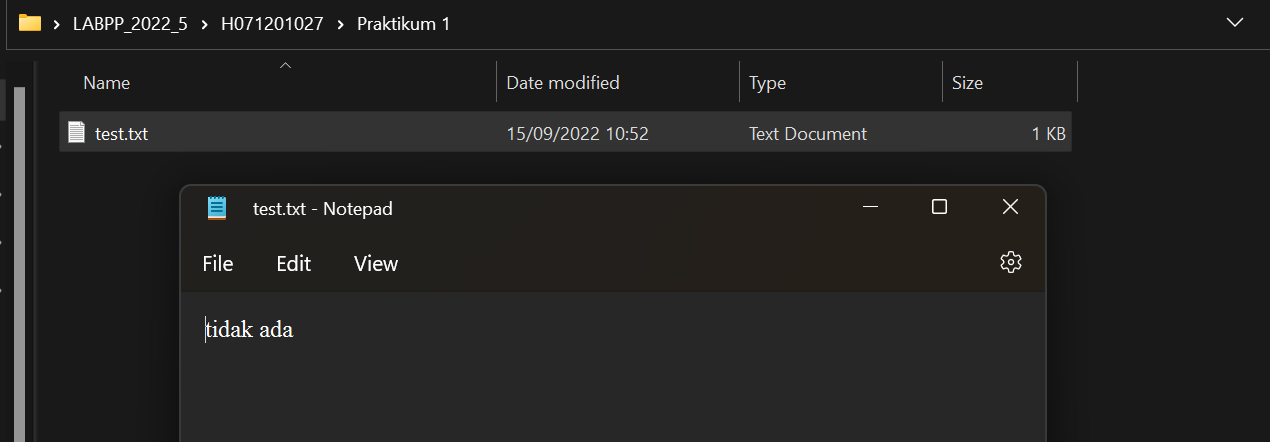 LABPP_2022_5 > H071201027 > Praktikum 1
Name Date modified Type Size
test.txt 15/09/2022 10:52 Text Document 1 KB
test.txt - Notepad
File Edit View
tidak ada